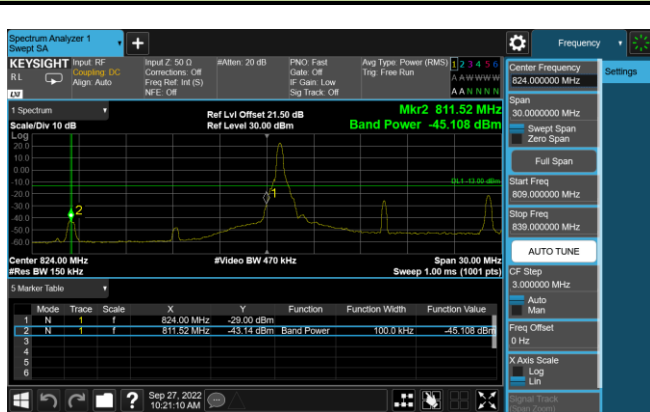 Spectrum Analyzer 1
Swept SA
Frequency
KEYSIGHT
RL
LXI
Input: RF
Coupling: DC
Align: Auto
Input Z: 50 Ω
Corrections: Off
Freq Ref: Int (S)
NFE: Off
#Atten: 20 dB
PNO: Fast
Gate: Off
IF Gain: Low
Sig Track: Off
Avg Type: Power (RMS)
Trig: Free Run
1 2 3 4 5 6
A A W W W W
A A N N N N
1 Spectrum
Scale/Div 10 dB
Ref Lvl Offset 21.50 dB
Ref Level 30.00 dBm
Mkr2 811.52 MHz
Band Power -45.108 dBm
Log
20.0
10.0
0.00
-10.0
-20.0
-30.0
-40.0
-50.0
-60.0
DL1 -13.00 dBm
1
2
Center 824.00 MHz
#Res BW 150 kHz
#Video BW 470 kHz
Span 30.00 MHz
Sweep 1.00 ms (1001 pts)
5 Marker Table
Mode Trace Scale X Y Function Function Width Function Value
1 N 1 f 824.00 MHz -29.00 dBm
2 N 1 f 811.52 MHz -43.14 dBm Band Power 100.0 kHz -45.108 dBm
3
4
5
6
Sep 27, 2022
10:21:10 AM
Center Frequency
824.000000 MHz
Settings
Span
30.0000000 MHz
Swept Span
Zero Span
Full Span
Start Freq
809.000000 MHz
Stop Freq
839.000000 MHz
AUTO TUNE
CF Step
3.000000 MHz
Auto
Man
Freq Offset
0 Hz
X Axis Scale
Log
Lin
Signal Track
(Span Zoom)